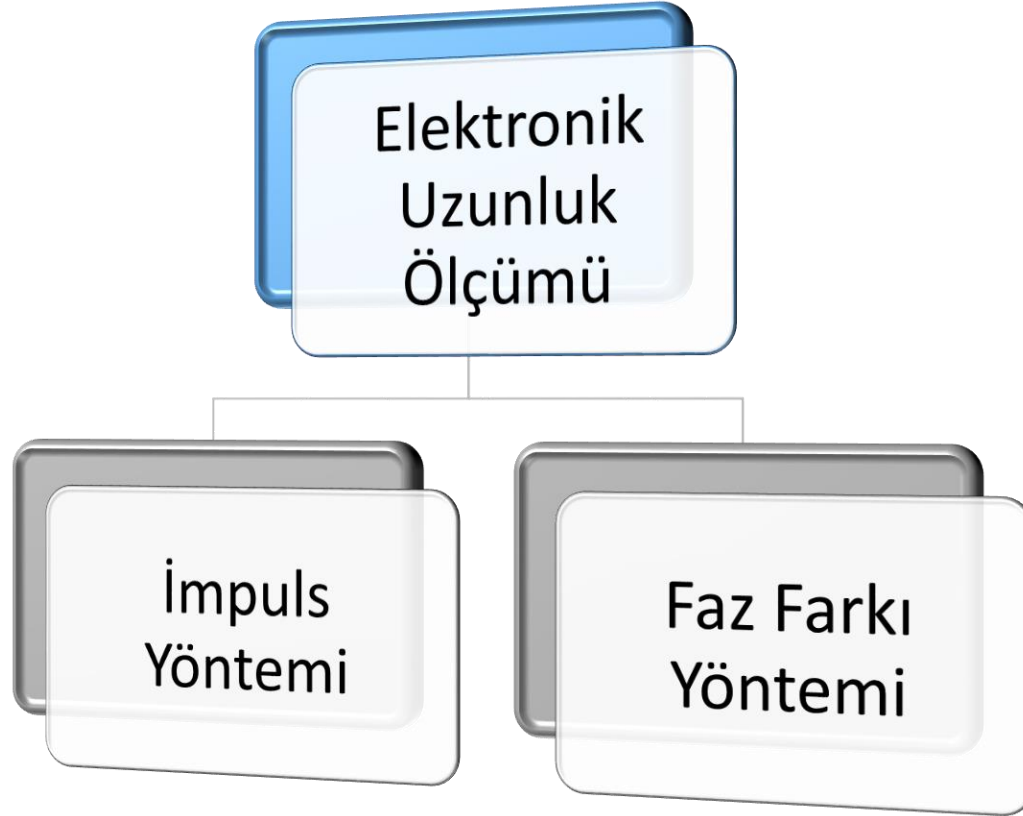 Elektronik
Uzunluk
Ölçümü
İmpuls
Yöntemi
Faz Farkı
Yöntemi